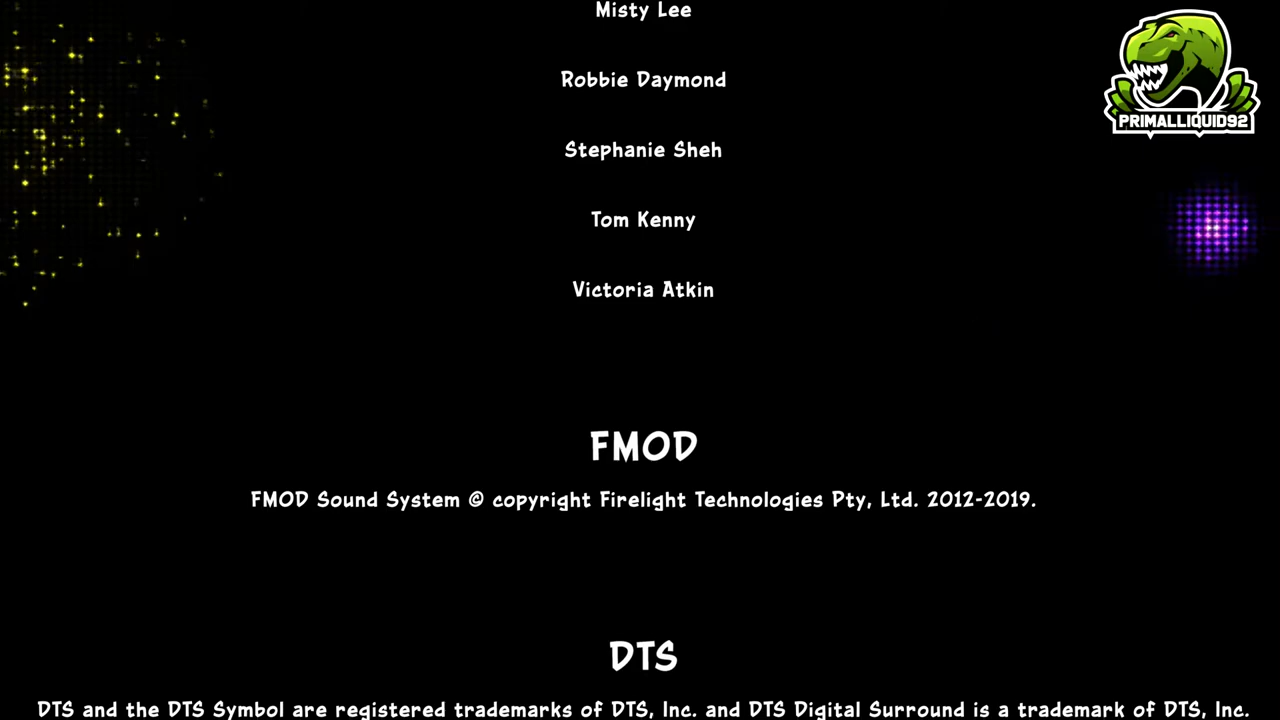 Misty Lee
PRIMALLIQUID92
Robbie Daymond
Stephanie Sheh
Tom Kenny
Victoria Atkin
FMOD
FMOD Sound System © copyright Firelight Technologies Pty, Ltd. 2012-2019.
DTS
DTS and the DTS Symbol are registered trademarks of DTS, Inc. and DTS Digital Surround is a trademark of DTS, Inc.